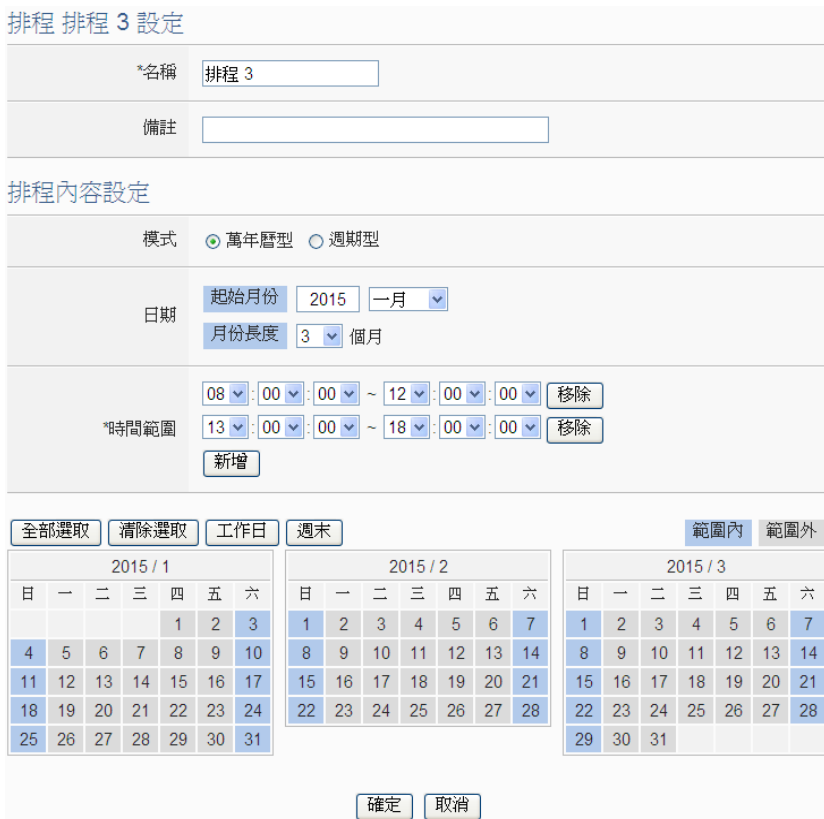 排程 排程 3 設定
*名稱 排程 3
備註
排程內容設定
模式 萬年曆型 週期型
日期
起始月份 2015 一月
月份長度 3 個月
*時間範圍
08 : 00 : 00 ~ 12 : 00 : 00 移除
13 : 00 : 00 ~ 18 : 00 : 00 移除
新增
全部選取 清除選取 工作日 週末 範圍內 範圍外
2015 / 1
日 一 二 三 四 五 六
1 2 3
4 5 6 7 8 9 10
11 12 13 14 15 16 17
18 19 20 21 22 23 24
25 26 27 28 29 30 31
2015 / 2
日 一 二 三 四 五 六
1 2 3 4 5 6 7
8 9 10 11 12 13 14
15 16 17 18 19 20 21
22 23 24 25 26 27 28
2015 / 3
日 一 二 三 四 五 六
1 2 3 4 5 6 7
8 9 10 11 12 13 14
15 16 17 18 19 20 21
22 23 24 25 26 27 28
29 30 31
確定 取消